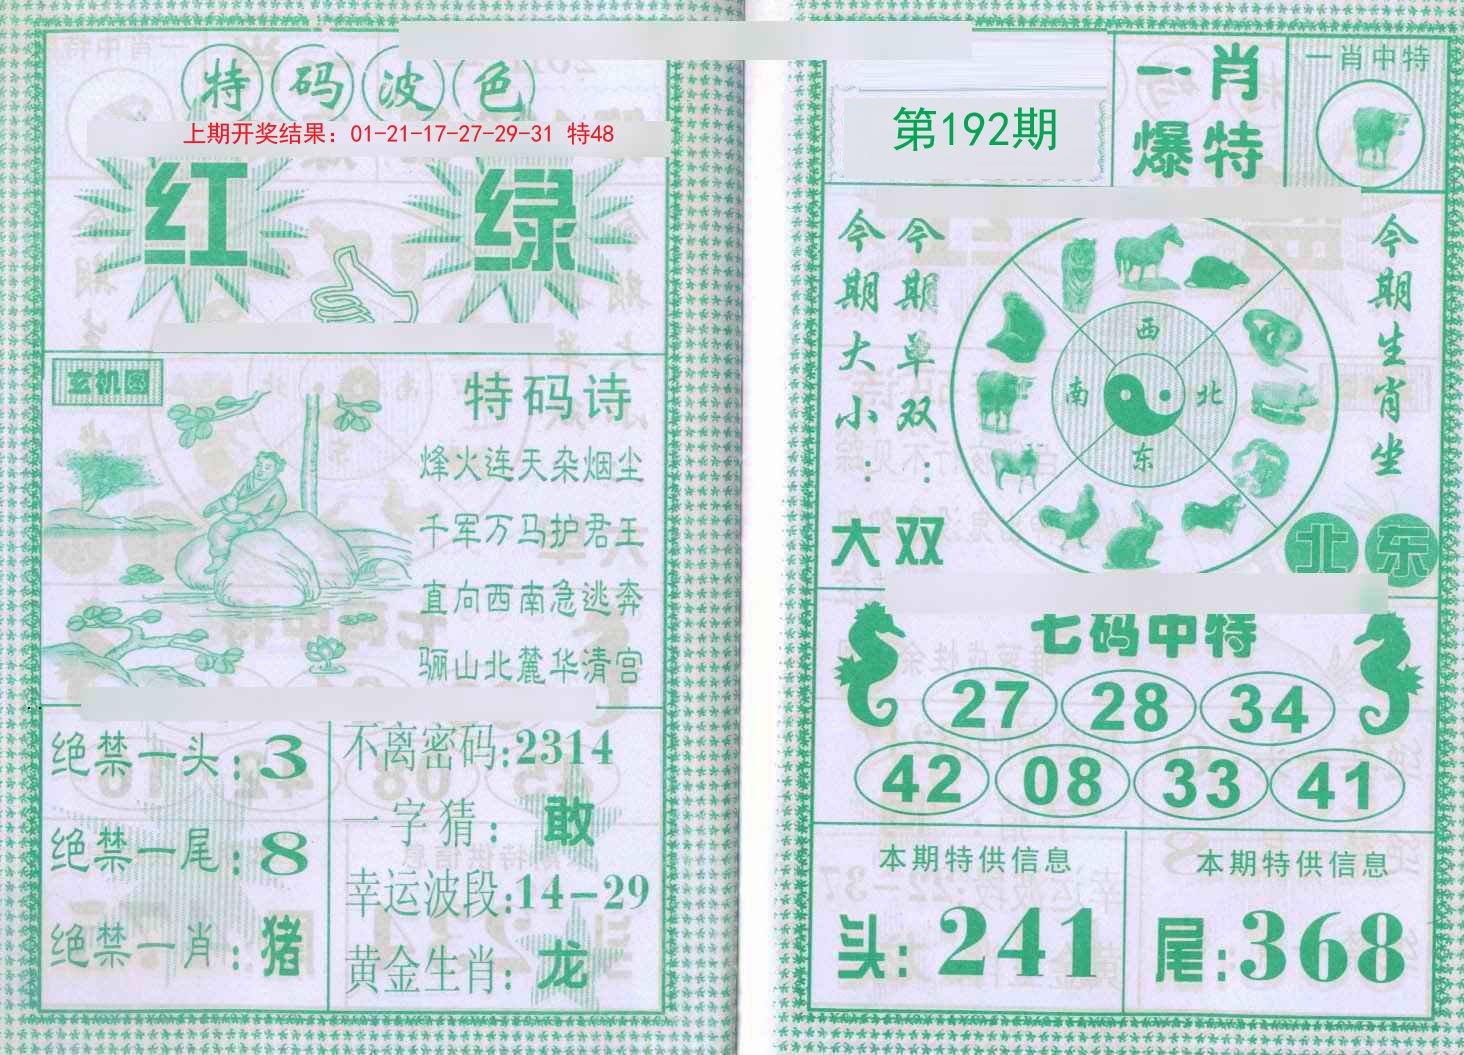 特码波色
上期开奖结果：01-21-17-27-29-31 特48
红 绿
玄机图
特码诗
烽火连天杂烟尘
千军万马护君王
直向西南急逃奔
骊山北麓华清宫
绝禁一头:3
绝禁一尾:8
绝禁一肖:猪
不离密码:2314
一字猜:敢
幸运波段:14-29
黄金生肖:龙
第192期
一肖
爆特
一肖中特
今期大小:大
今期单双:双
西
南
北
东
今期生肖坐
北东
七码中特
27 28 34
42 08 33 41
本期特供信息
头:241
本期特供信息
尾:368